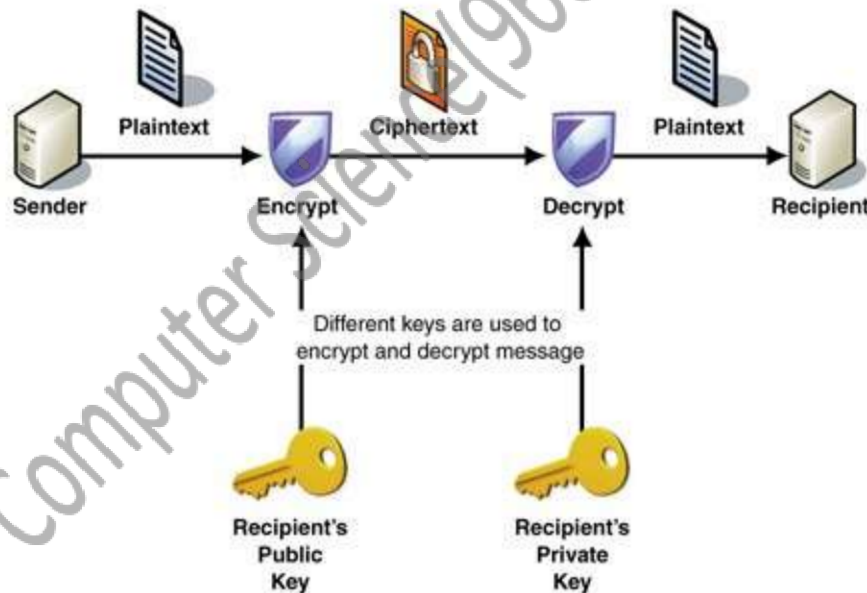 Plaintext
Ciphertext
Plaintext
Sender
Encrypt
Decrypt
Recipient
Different keys are used to
encrypt and decrypt message
Recipient's
Public
Key
Recipient's
Private
Key
Computer Science(96